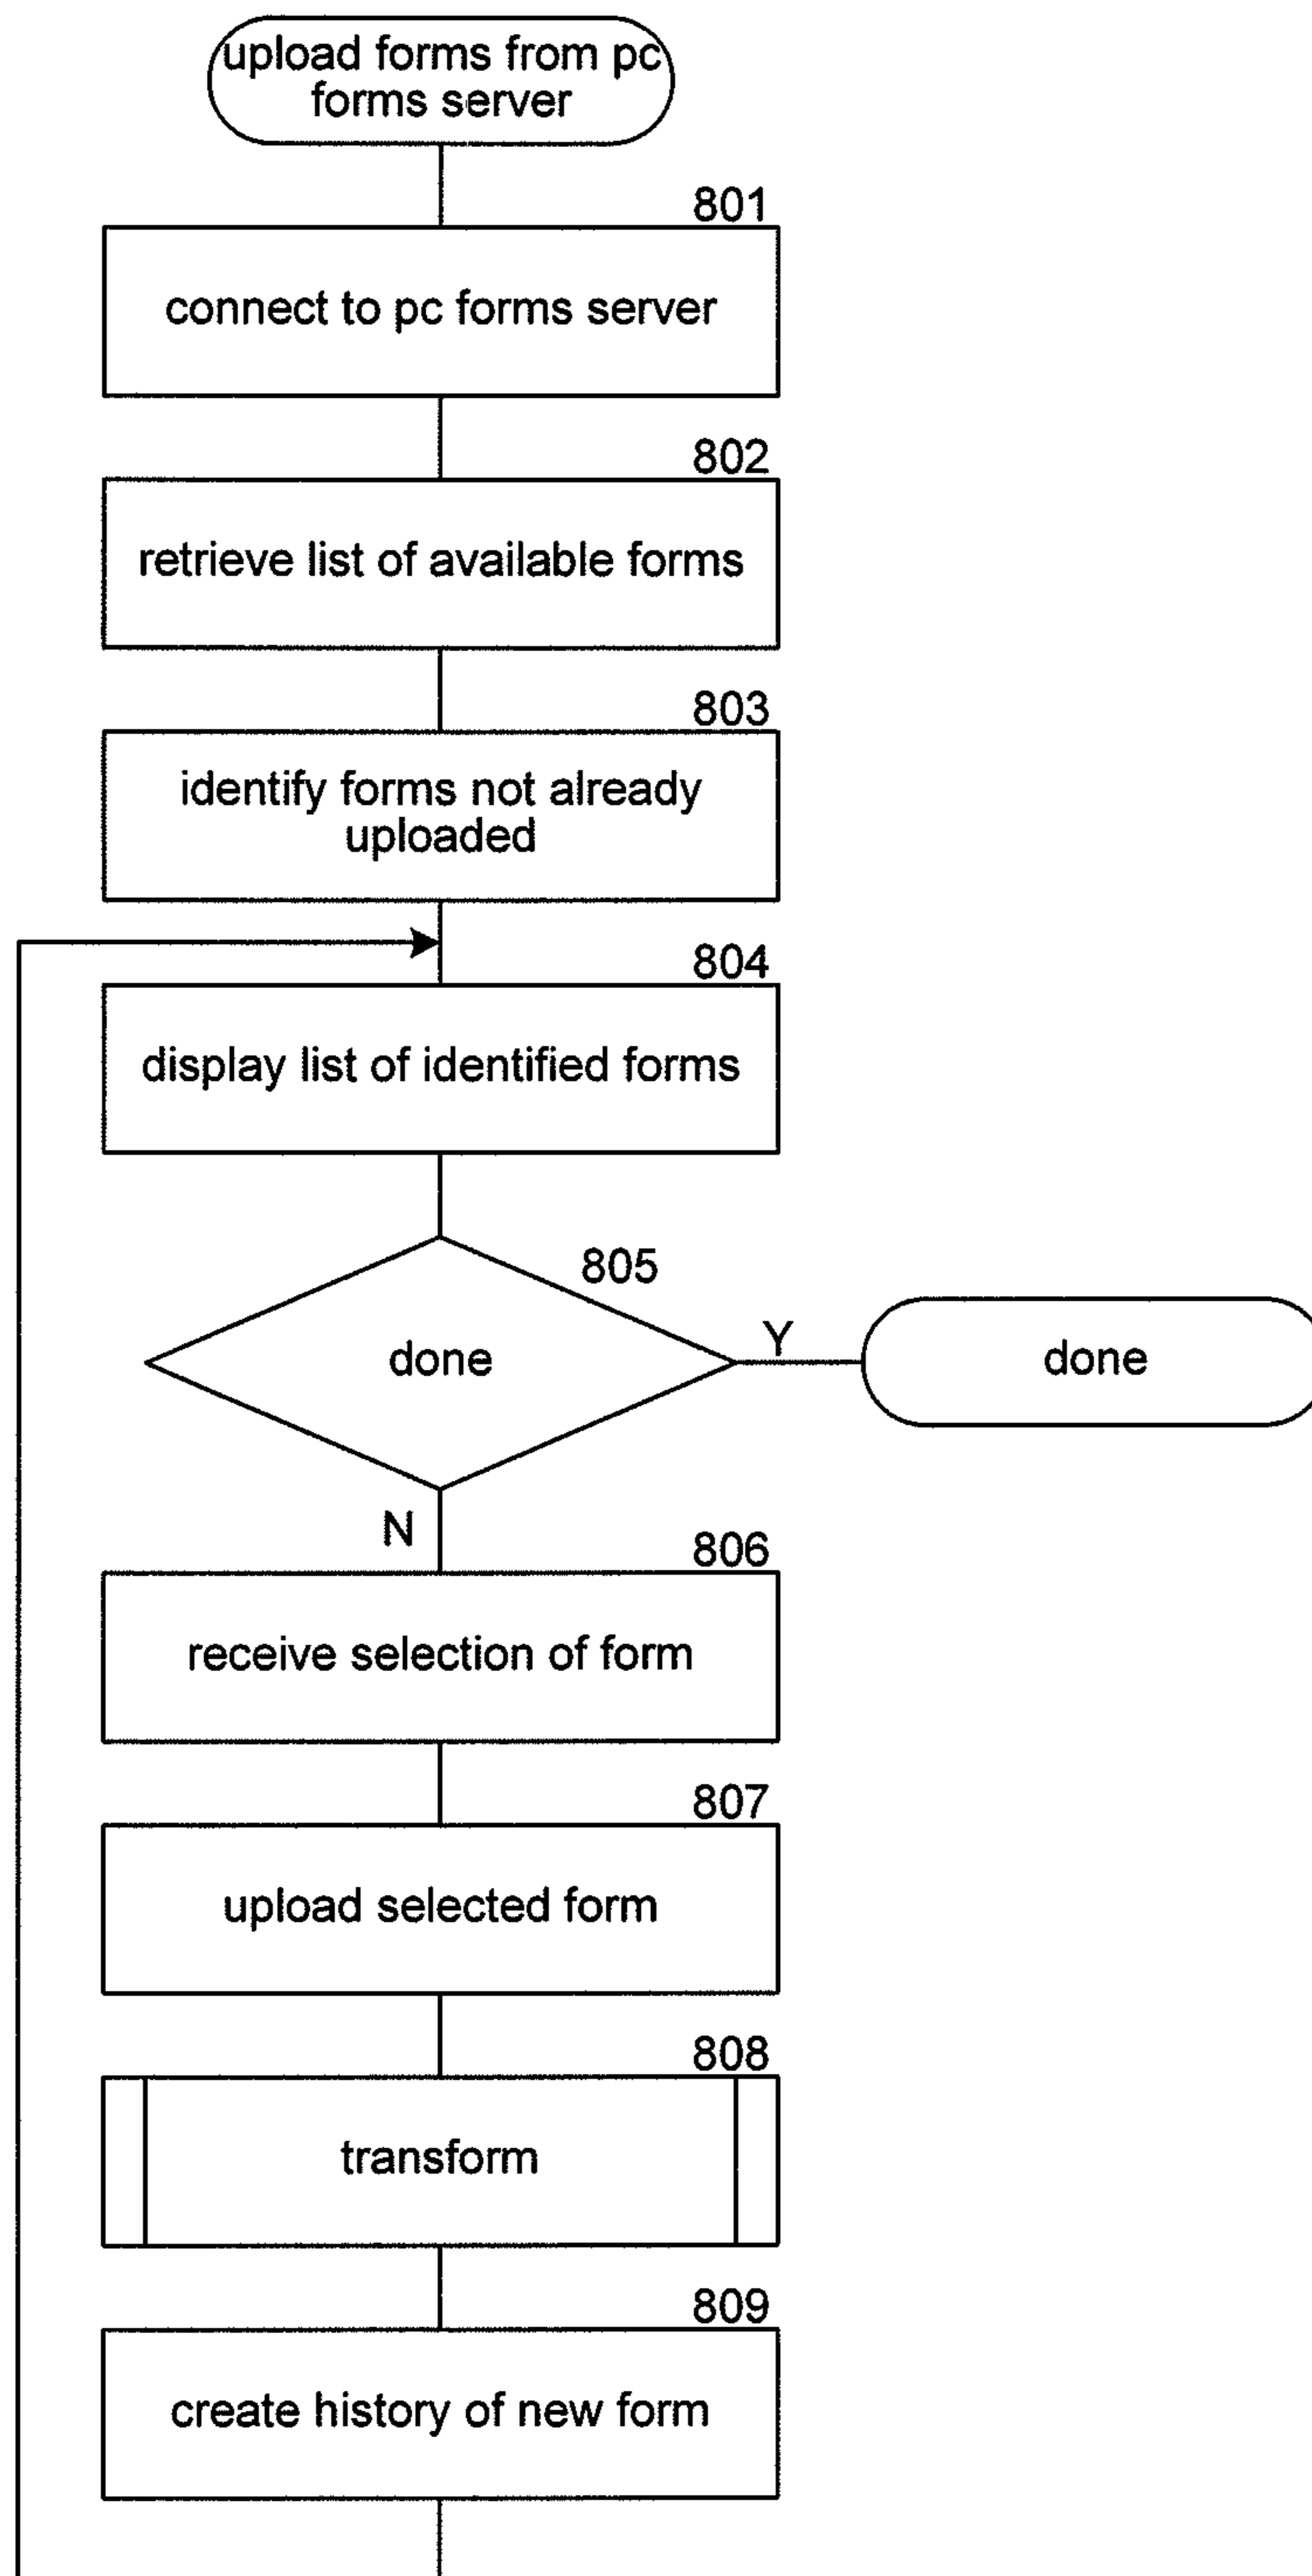 upload forms from pc
forms server
801
connect to pc forms server
802
retrieve list of available forms
803
identify forms not already
uploaded
804
display list of identified forms
805
done
Y
done
N
806
receive selection of form
807
upload selected form
808
transform
809
create history of new form